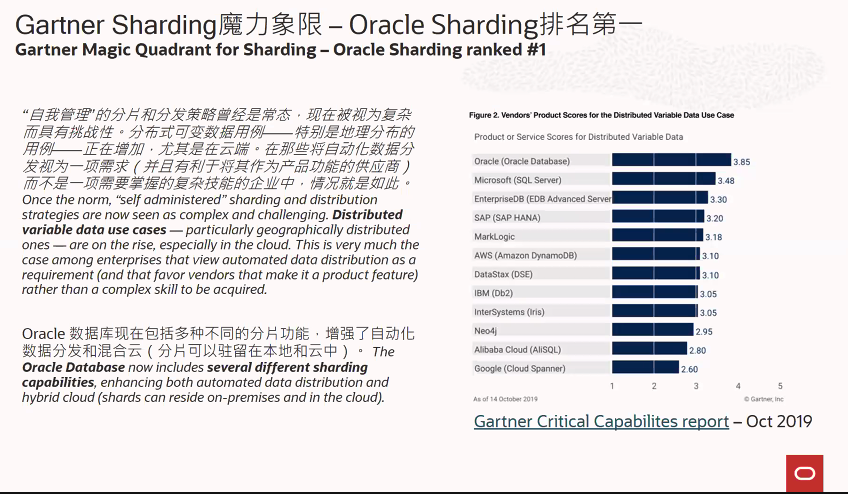 Gartner Sharding魔力象限 – Oracle Sharding排名第一
Gartner Magic Quadrant for Sharding – Oracle Sharding ranked #1
“自我管理”的分片和分发策略曾经是常态，现在被视为复杂
而具有挑战性。分布式可变数据用例——特别是地理分布的
用例——正在增加，尤其是在云端。在那些将自动化数据分
发视为一项需求（并且有利于将其作为产品功能的供应商）
而不是一项需要掌握的复杂技能的企业中，情况就是如此。
Once the norm, “self administered” sharding and distribution
strategies are now seen as complex and challenging. Distributed
variable data use cases — particularly geographically distributed
ones — are on the rise, especially in the cloud. This is very much the
case among enterprises that view automated data distribution as a
requirement (and that favor vendors that make it a product feature)
rather than a complex skill to be acquired.
Oracle 数据库现在包括多种不同的分片功能，增强了自动化
数据分发和混合云（分片可以驻留在本地和云中）。 The
Oracle Database now includes several different sharding
capabilities, enhancing both automated data distribution and
hybrid cloud (shards can reside on-premises and in the cloud).
Figure 2. Vendors’ Product Scores for the Distributed Variable Data Use Case
Product or Service Scores for Distributed Variable Data
Oracle (Oracle Database) 3.85
Microsoft (SQL Server) 3.48
EnterpriseDB (EDB Advanced Server 3.30
SAP (SAP HANA) 3.20
MarkLogic 3.18
AWS (Amazon DynamoDB) 3.10
DataStax (DSE) 3.10
IBM (Db2) 3.05
InterSystems (Iris) 3.05
Neo4j 2.95
Alibaba Cloud (AliSQL) 2.80
Google (Cloud Spanner) 2.60
1 2 3 4 5
As of 14 October 2019 © Gartner, Inc
Gartner Critical Capabilites report – Oct 2019